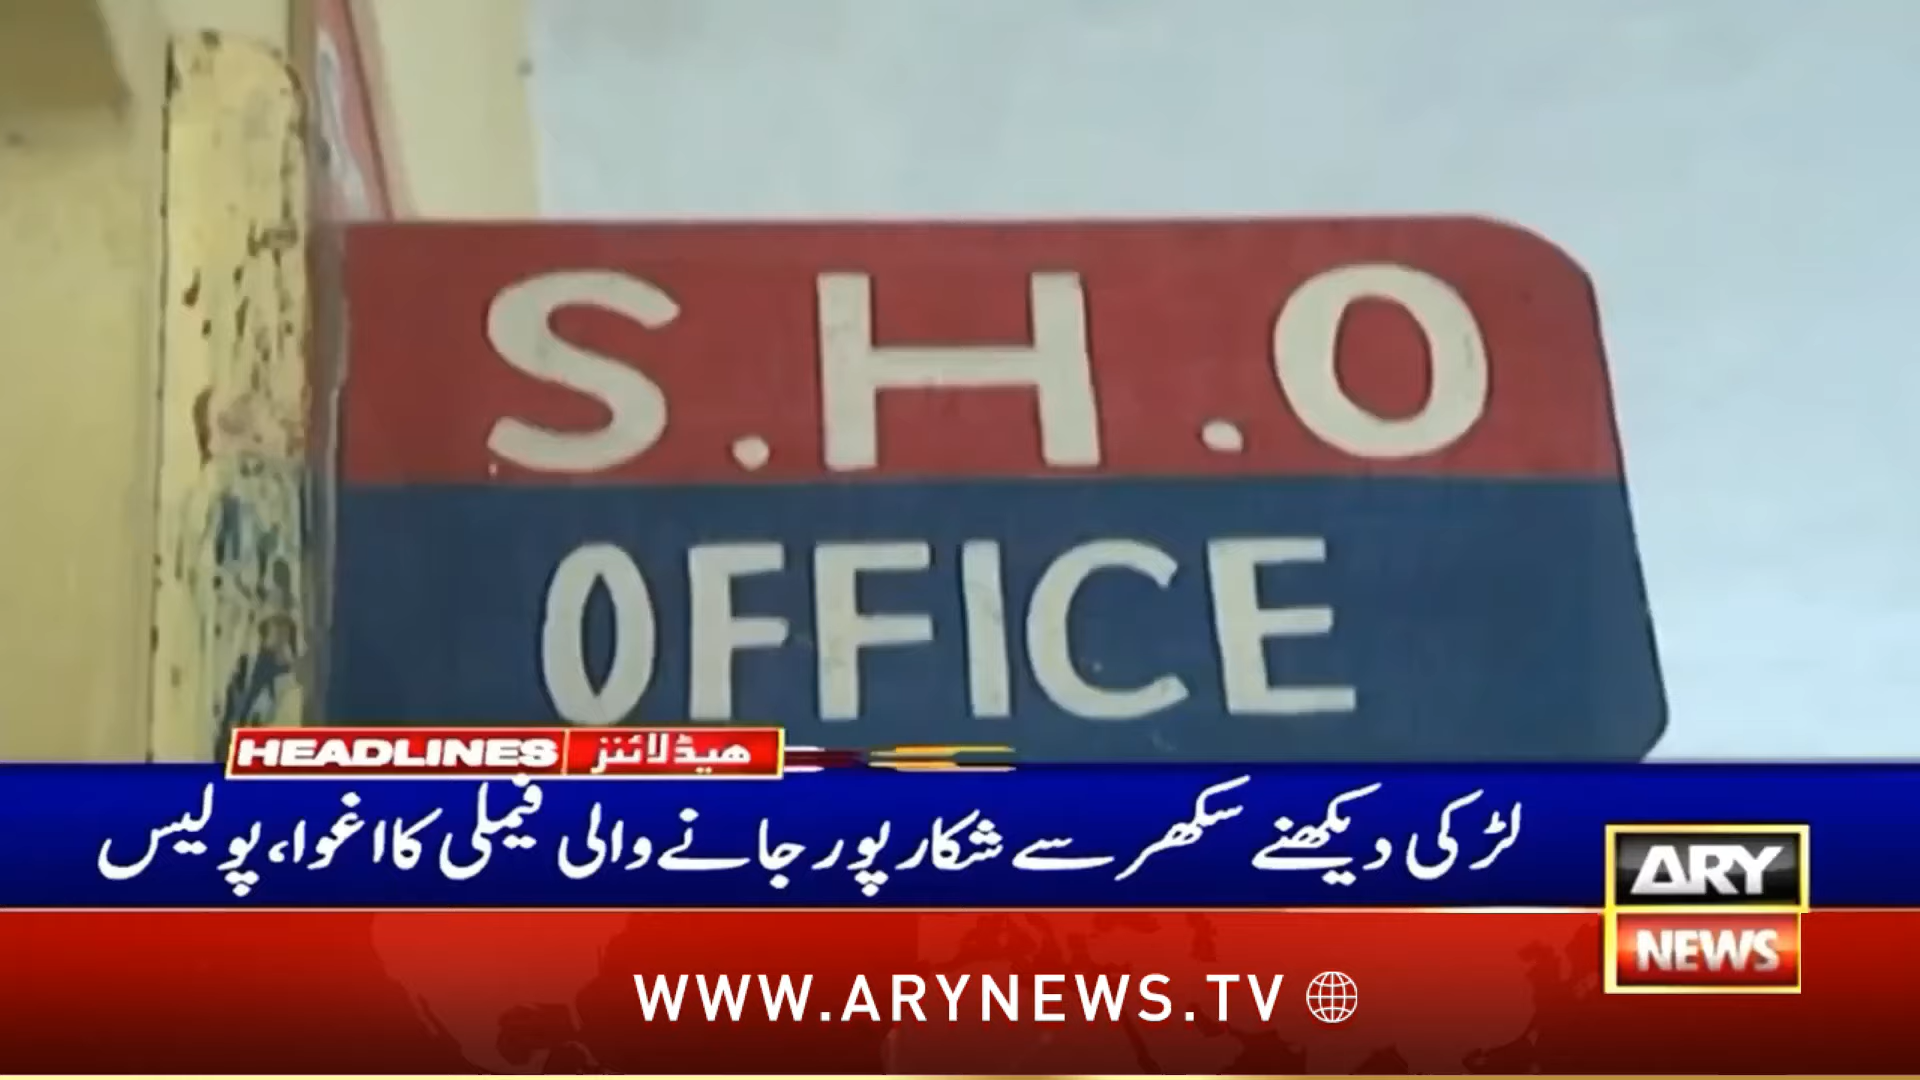 S.H.O
OFFICE
HEADLINES ہیڈلائنز
لڑکی دیکھنے سکھر سے شکارپور جانے والی فیملی کا اغوا، پولیس
ARY
NEWS
WWW.ARYNEWS.TV